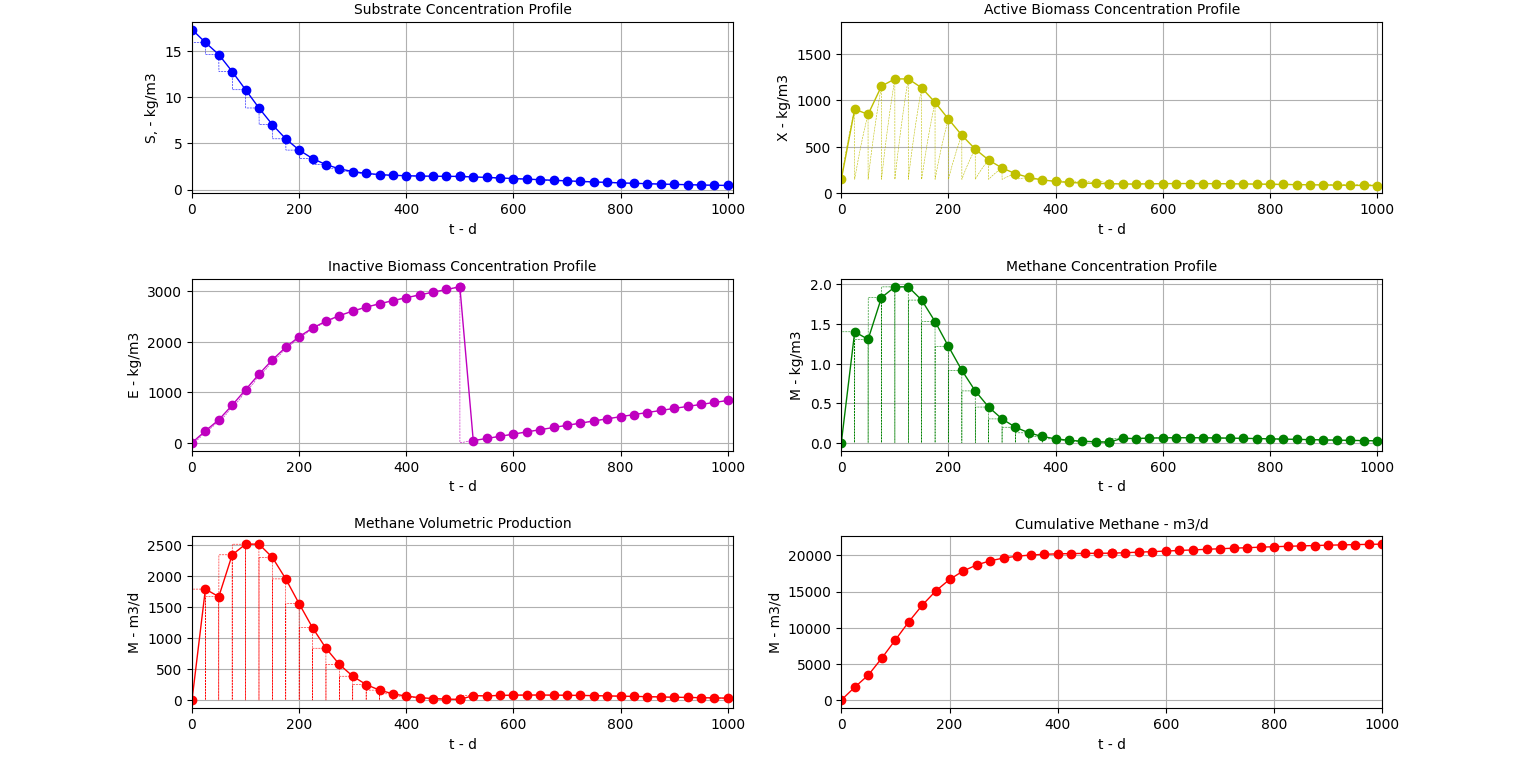 Substrate Concentration Profile
S, - kg/m3
15
10
5
0
0 200 400 600 800 1000
t - d
Active Biomass Concentration Profile
X - kg/m3
1500
1000
500
0
0 200 400 600 800 1000
t - d
Inactive Biomass Concentration Profile
E - kg/m3
3000
2000
1000
0
0 200 400 600 800 1000
t - d
Methane Concentration Profile
M - kg/m3
2.0
1.5
1.0
0.5
0.0
0 200 400 600 800 1000
t - d
Methane Volumetric Production
M - m3/d
2500
2000
1500
1000
500
0
0 200 400 600 800 1000
t - d
Cumulative Methane - m3/d
M - m3/d
20000
15000
10000
5000
0
0 200 400 600 800 1000
t - d